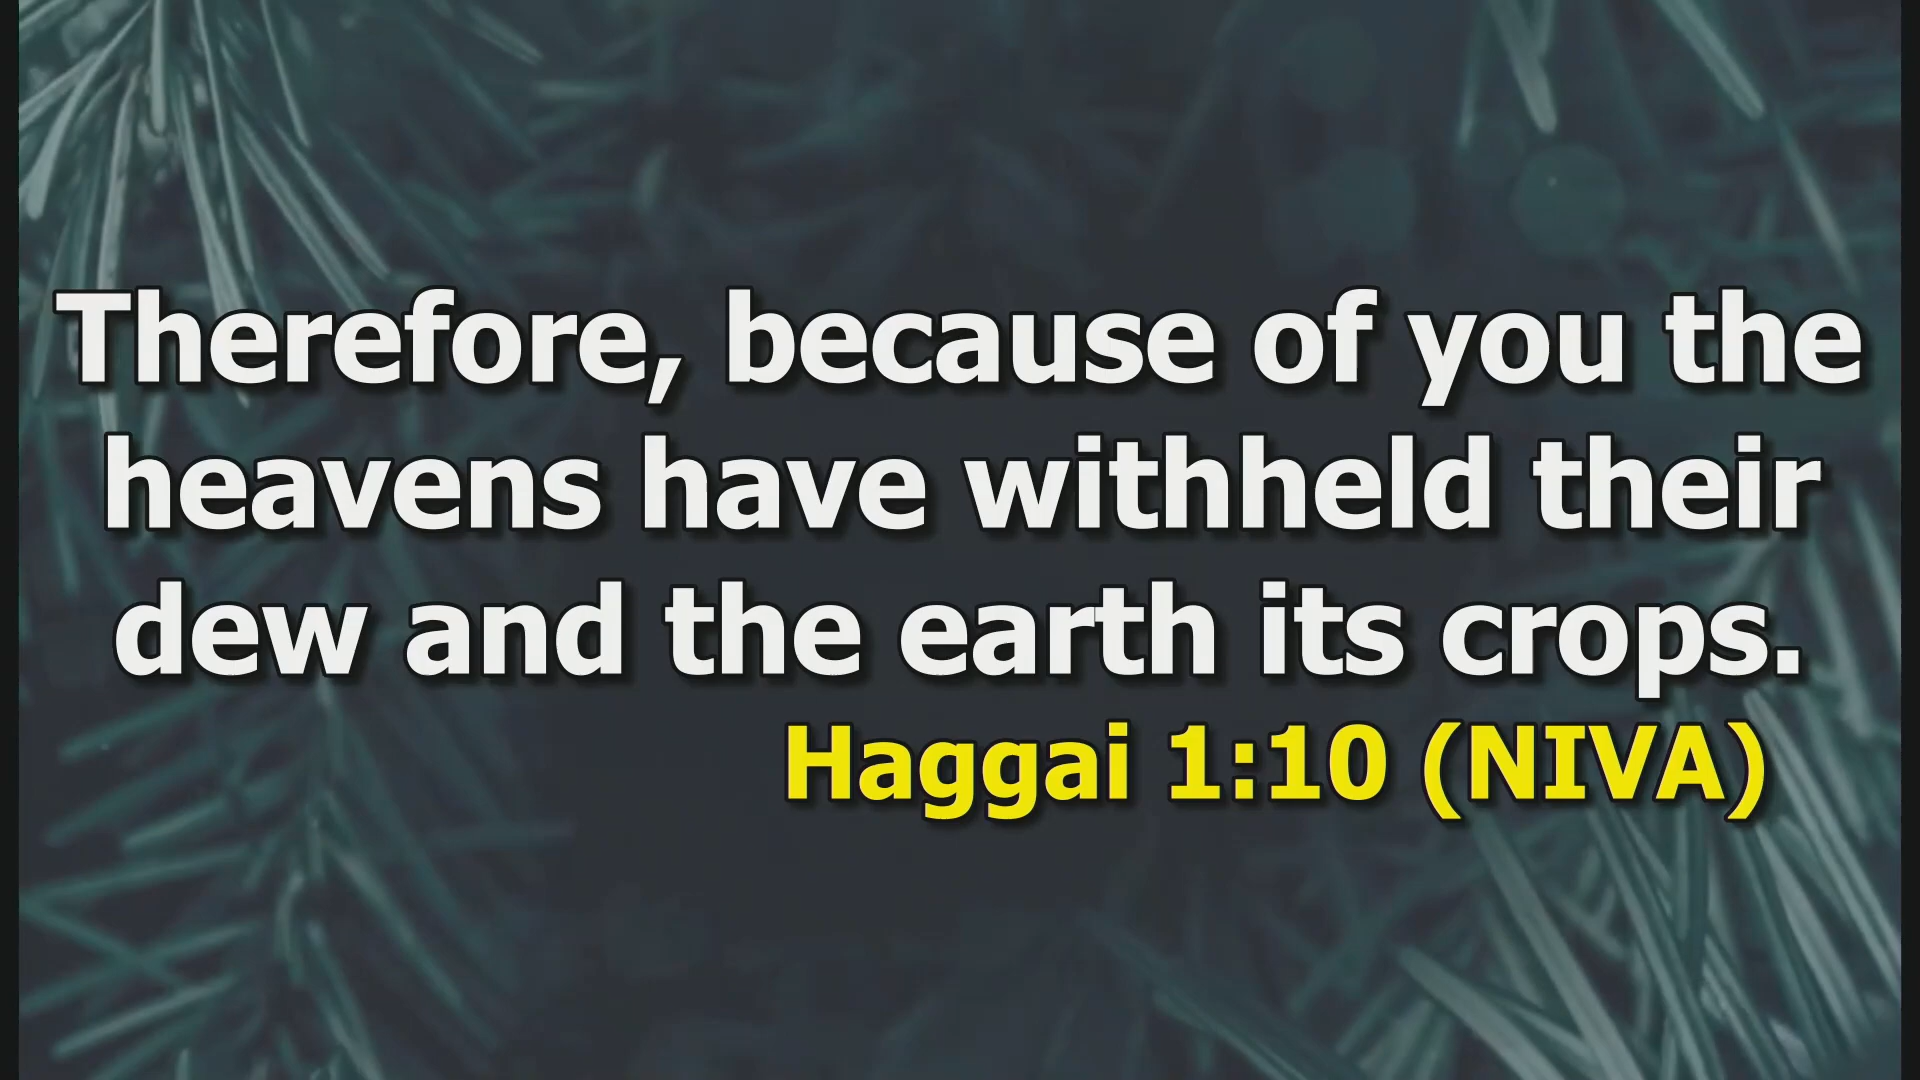 Therefore, because of you the
heavens have withheld their
dew and the earth its crops.
Haggai 1:10 (NIVA)